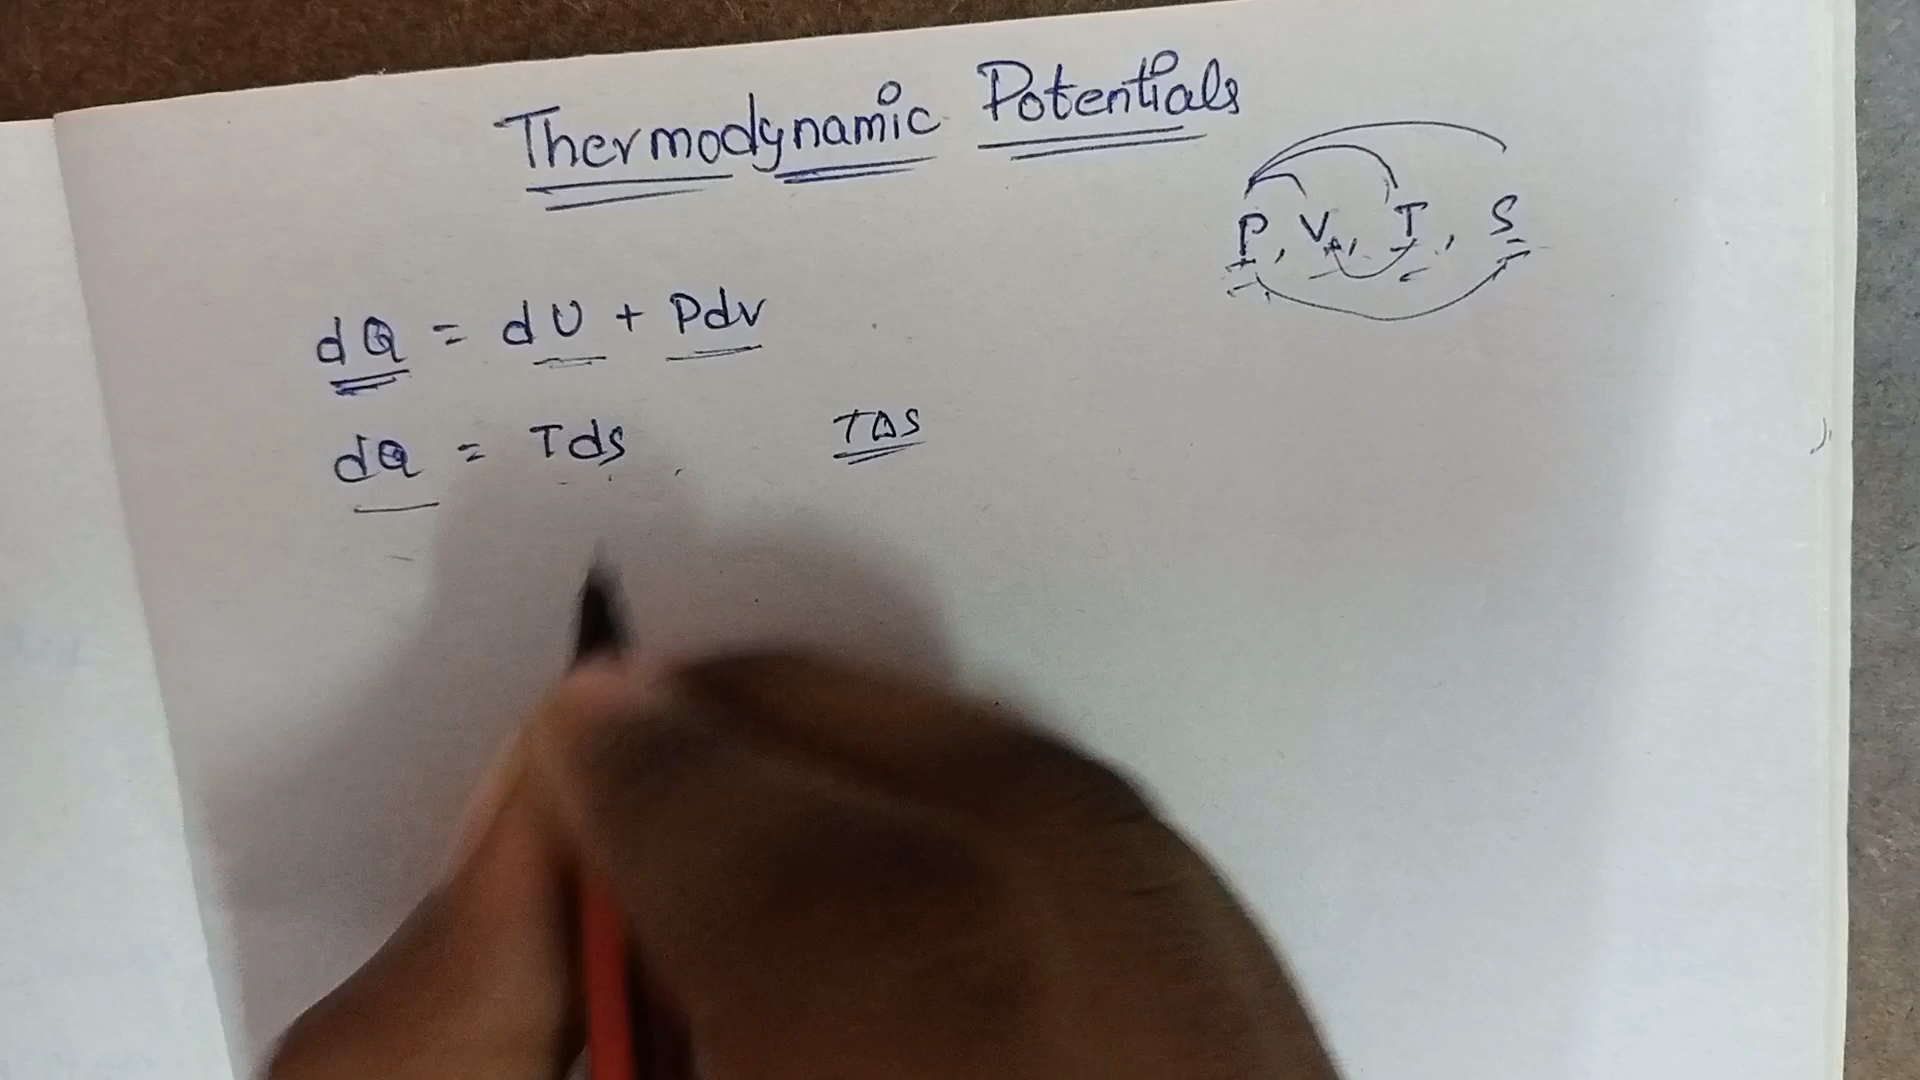 Thermodynamic Potentials
P, V, T, S
dQ = dU + Pdv
dQ = Tds
TΔS